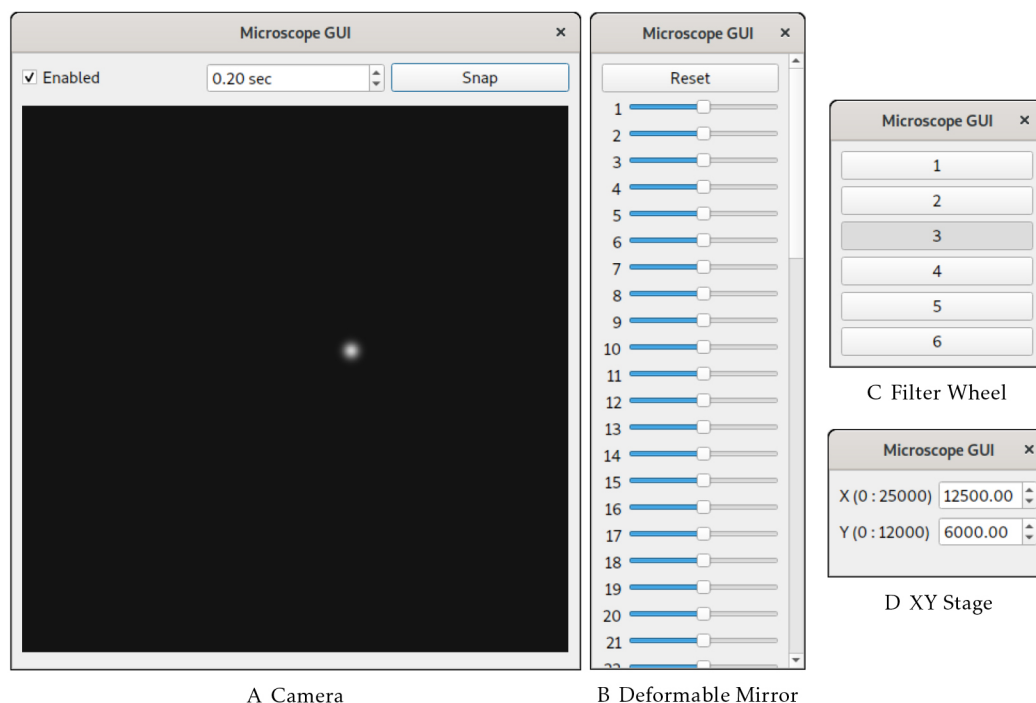 Microscope GUI ×
Enabled 0.20 sec Snap
A Camera
Microscope GUI ×
Reset
1
2
3
4
5
6
7
8
9
10
11
12
13
14
15
16
17
18
19
20
21
B Deformable Mirror
Microscope GUI ×
1
2
3
4
5
6
C Filter Wheel
Microscope GUI ×
X (0 : 25000) 12500.00
Y (0 : 12000) 6000.00
D XY Stage